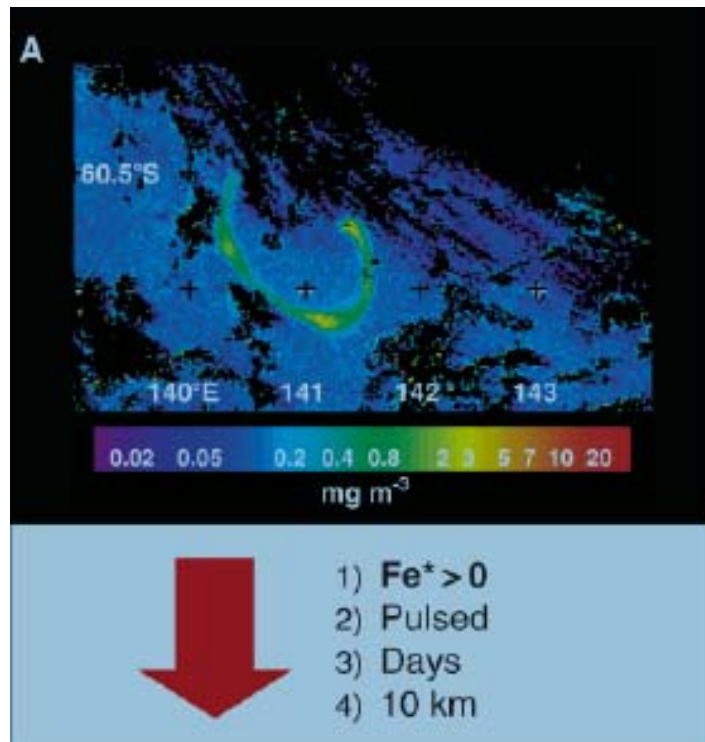 A
60.5°S
140°E 141 142 143
0.02 0.05 0.2 0.4 0.8 2 3 5 7 10 20
mg m⁻³
1) Fe* > 0
2) Pulsed
3) Days
4) 10 km